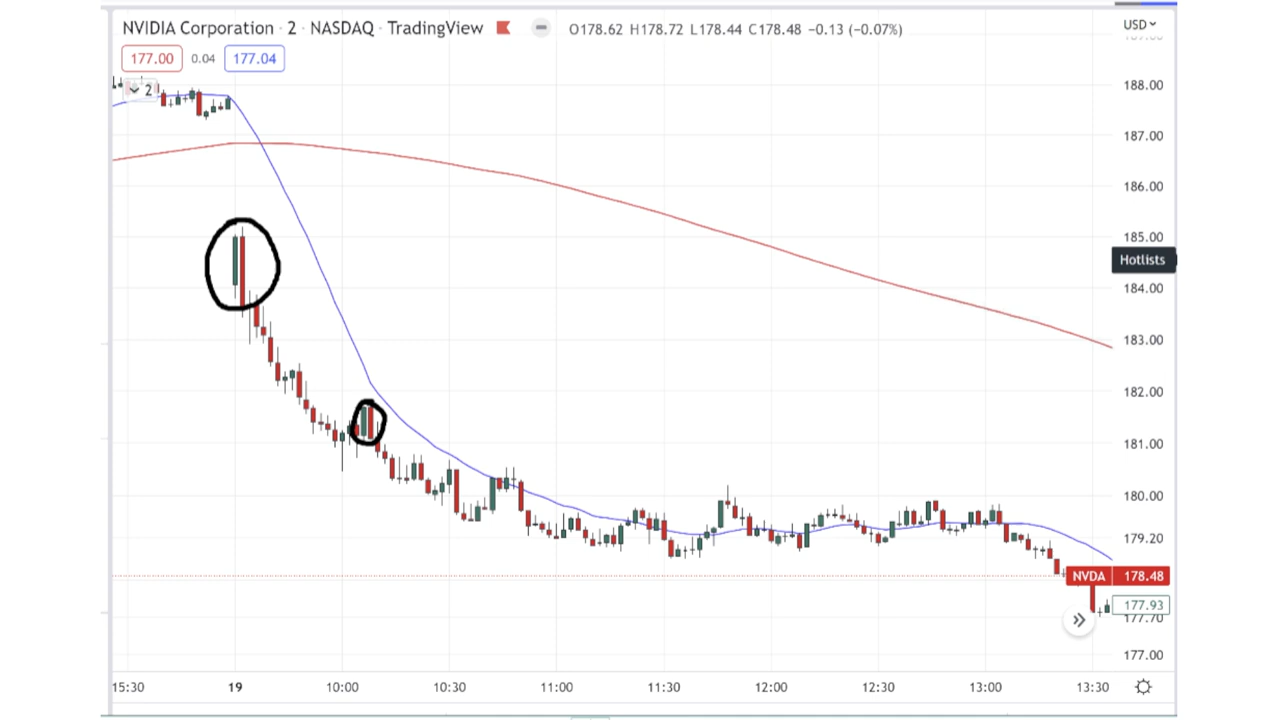 NVIDIA Corporation · 2 · NASDAQ · TradingView O178.62 H178.72 L178.44 C178.48 −0.13 (−0.07%)
USD
177.00 0.04 177.04
2
188.00
187.00
186.00
185.00
Hotlists
184.00
183.00
182.00
181.00
180.00
179.20
NVDA 178.48
177.93
177.70
177.00
15:30 19 10:00 10:30 11:00 11:30 12:00 12:30 13:00 13:30